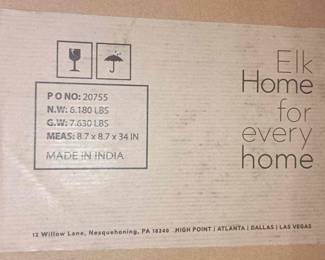 P O NO: 20755
N.W: 6.180 LBS
G.W: 7.630 LBS
MEAS: 8.7 x 8.7 x 34 IN
MADE IN INDIA
Elk
Home
for
every
home
12 Willow Lane, Nesquehoning, PA 18240 .HIGH POINT | ATLANTA | DALLAS | LAS VEGAS